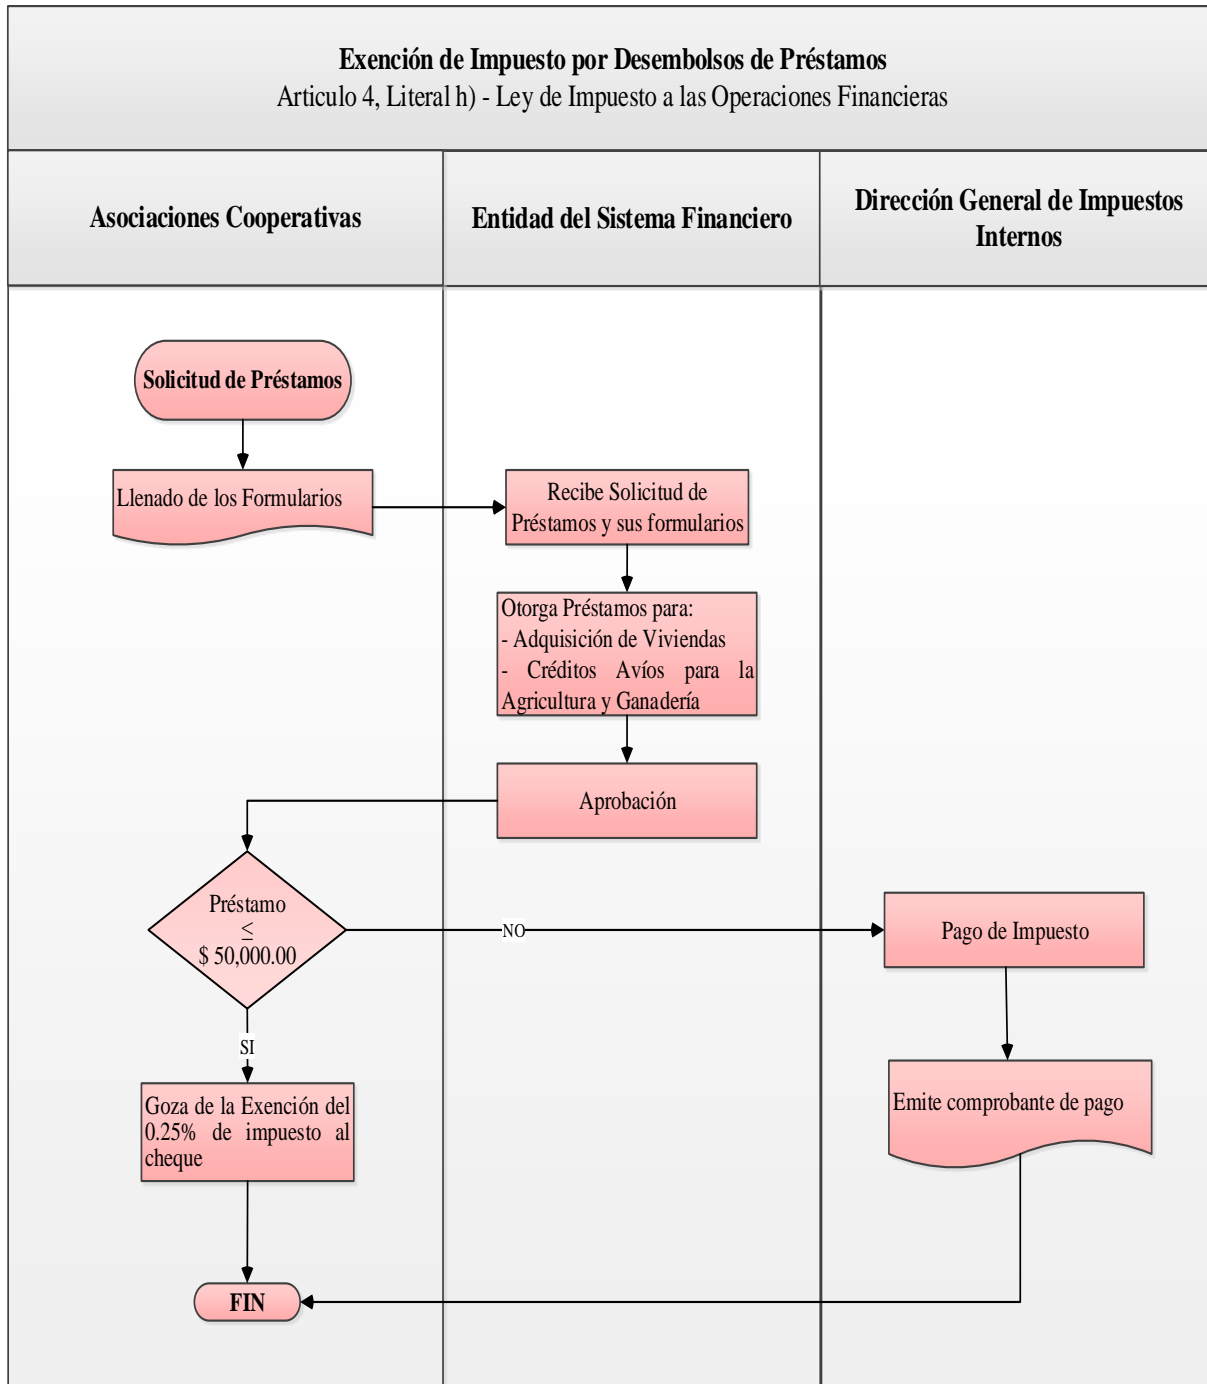 Exención de Impuesto por Desembolsos de Préstamos
Articulo 4, Literal h) - Ley de Impuesto a las Operaciones Financieras
Asociaciones Cooperativas
Entidad del Sistema Financiero
Dirección General de Impuestos
Internos
Solicitud de Préstamos
Llenado de los Formularios
Recibe Solicitud de
Préstamos y sus formularios
Otorga Préstamos para:
- Adquisición de Viviendas
- Créditos Avíos para la
Agricultura y Ganadería
Aprobación
Préstamo
≤
$ 50,000.00
NO
Pago de Impuesto
SI
Goza de la Exención del
0.25% de impuesto al
cheque
Emite comprobante de pago
FIN